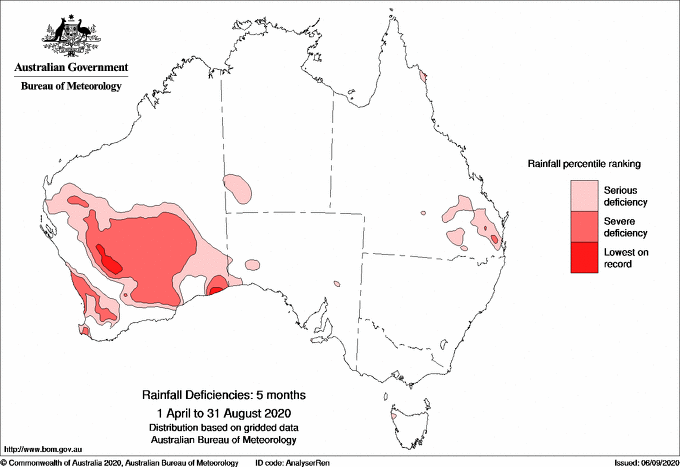 Australian Government
Bureau of Meteorology
Rainfall percentile ranking
Serious
deficiency
Severe
deficiency
Lowest on
record
Rainfall Deficiencies: 5 months
1 April to 31 August 2020
Distribution based on gridded data
Australian Bureau of Meteorology
http://www.bom.gov.au
© Commonwealth of Australia 2020, Australian Bureau of Meteorology ID code: AnalyserRen Issued: 06/09/2020